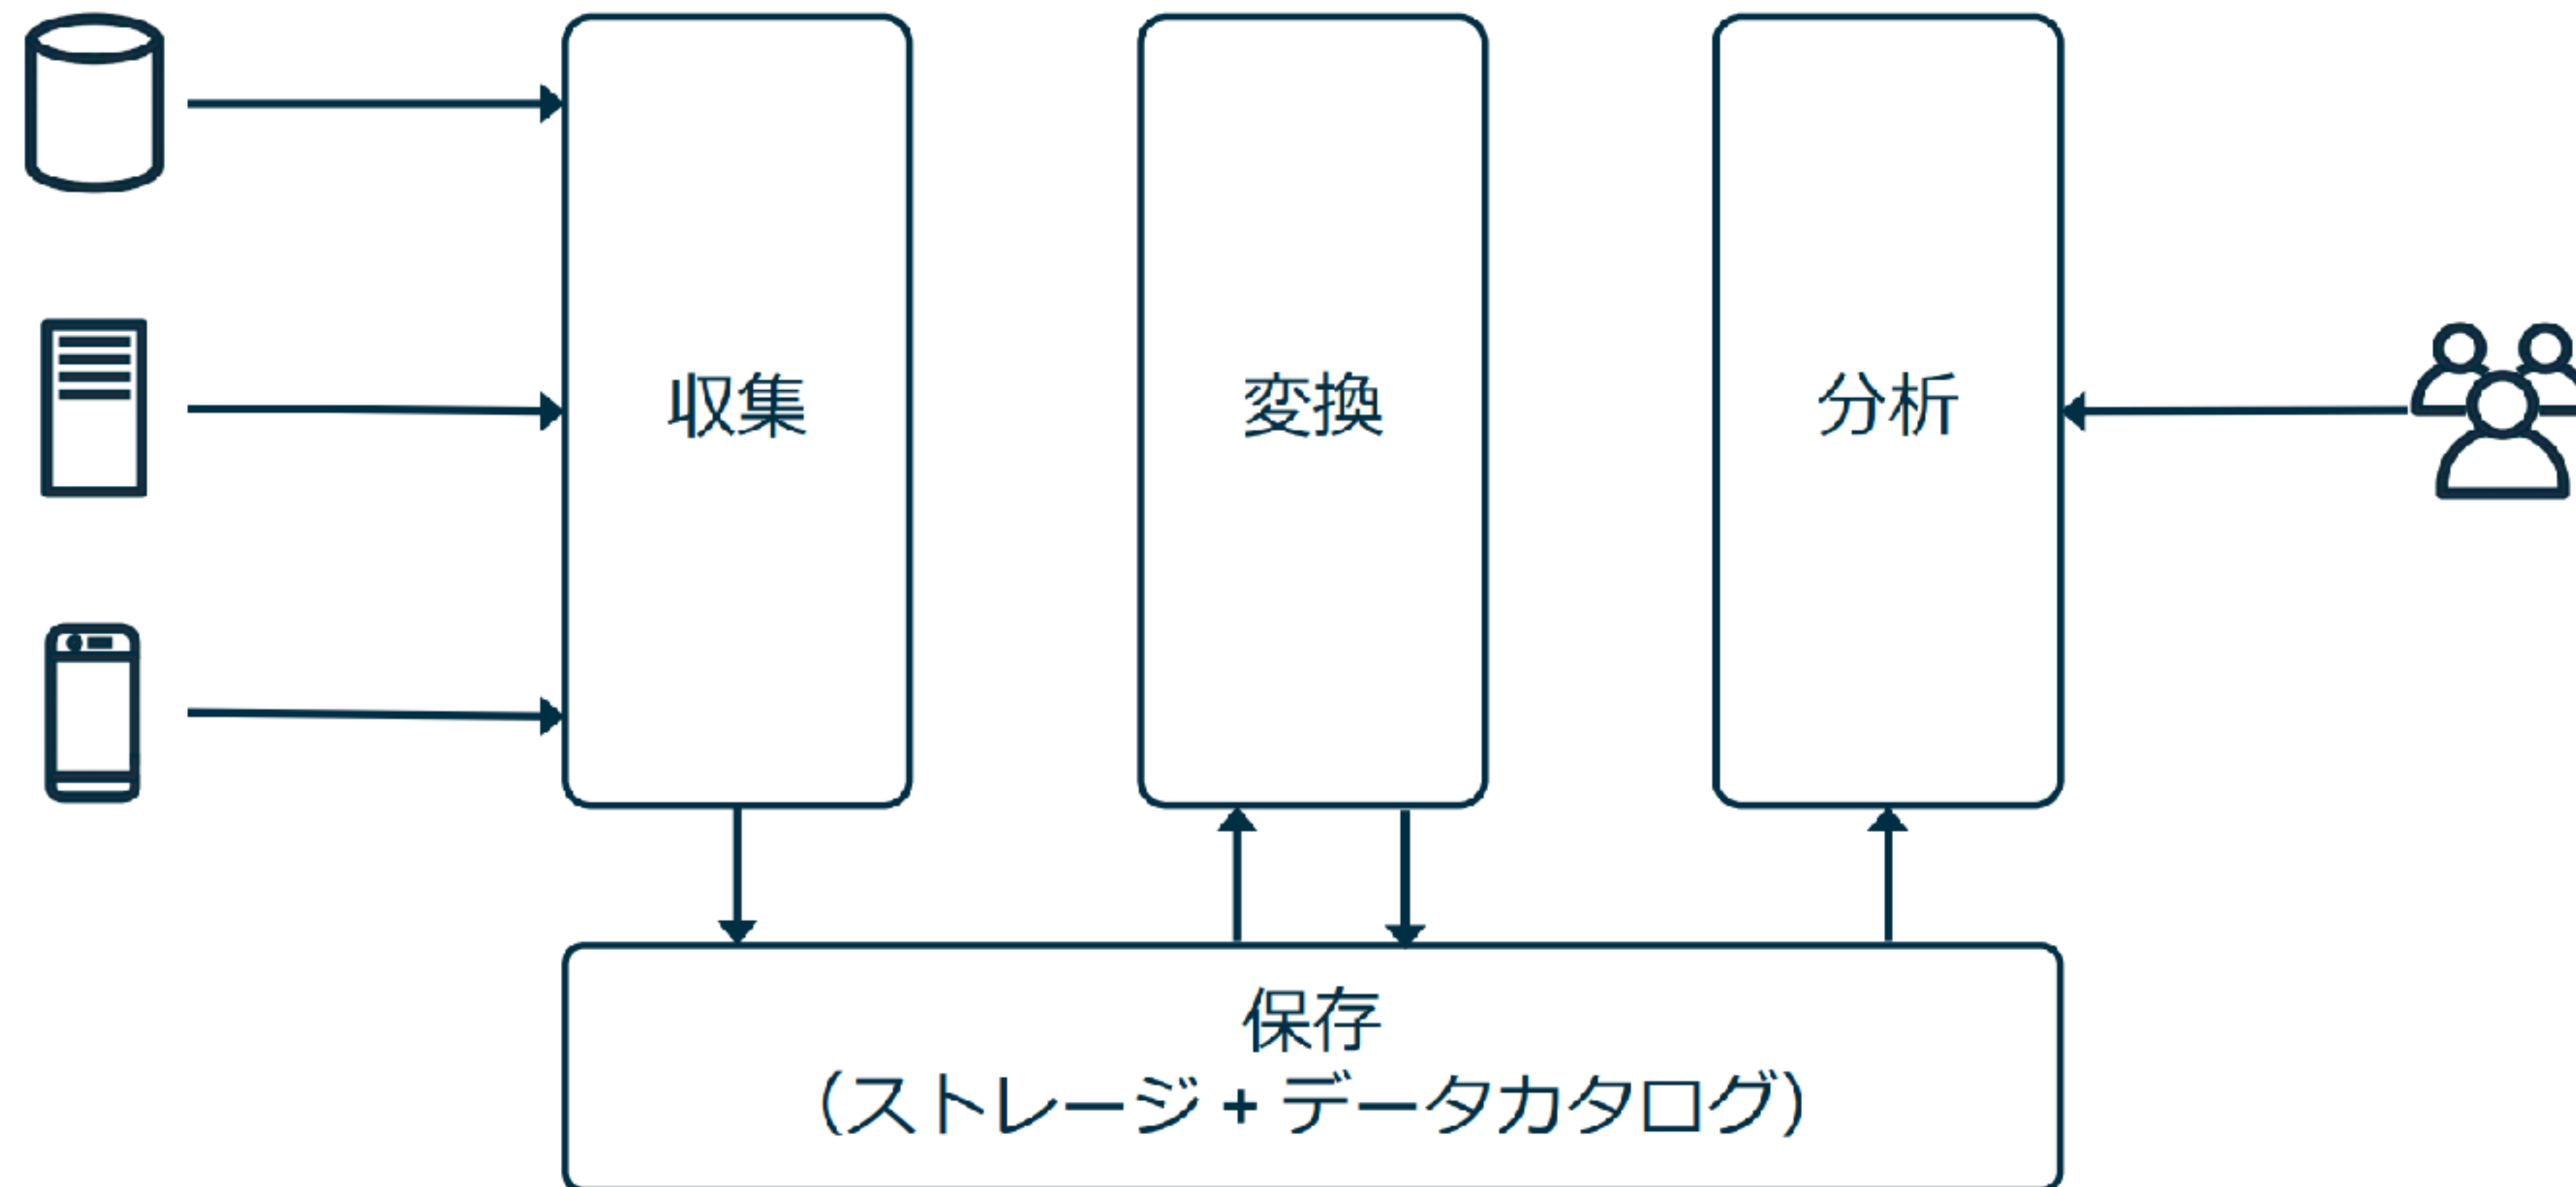 収集
変換
分析
保存
（ストレージ + データカタログ）